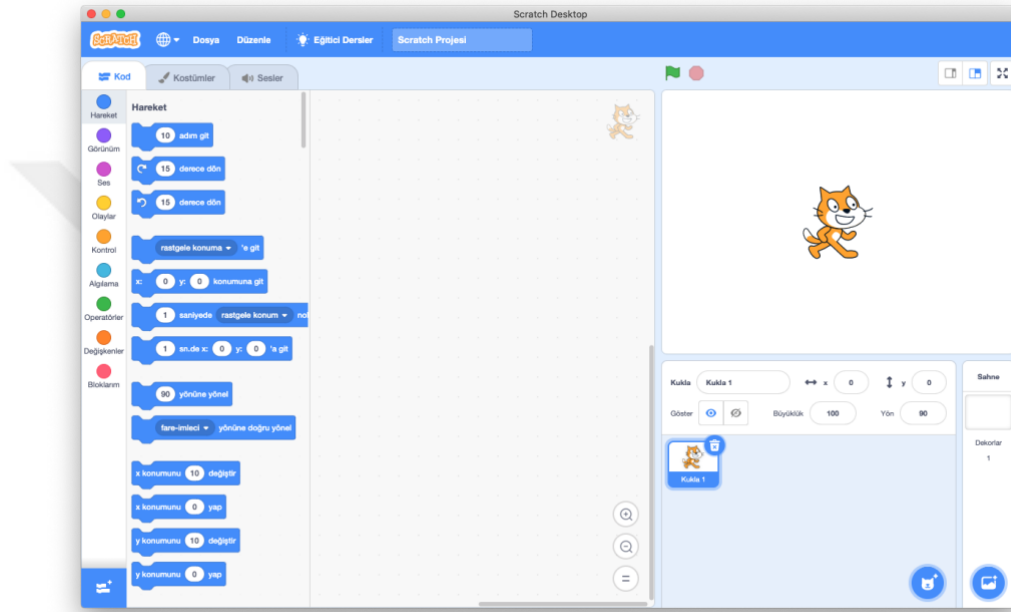 Scratch Desktop
SCRATCH Dosya Düzenle Eğitici Dersler Scratch Projesi
Kod Kostümler Sesler
Hareket
Görünüm
Ses
Olaylar
Kontrol
Algılama
Operatörler
Değişkenler
Bloklarım
Hareket
10 adım git
15 derece dön
15 derece dön
rastgele konuma 'e git
x: 0 y: 0 konumuna git
1 saniyede rastgele konum nol
1 sn.de x: 0 y: 0 'a git
90 yönüne yönel
fare-imleci yönüne doğru yönel
x konumunu 10 değiştir
x konumunu 0 yap
y konumunu 10 değiştir
y konumunu 0 yap
Kukla Kukla 1 x 0 y 0
Göster Büyüklük 100 Yön 90
Kukla 1
Sahne
Dekorlar
1